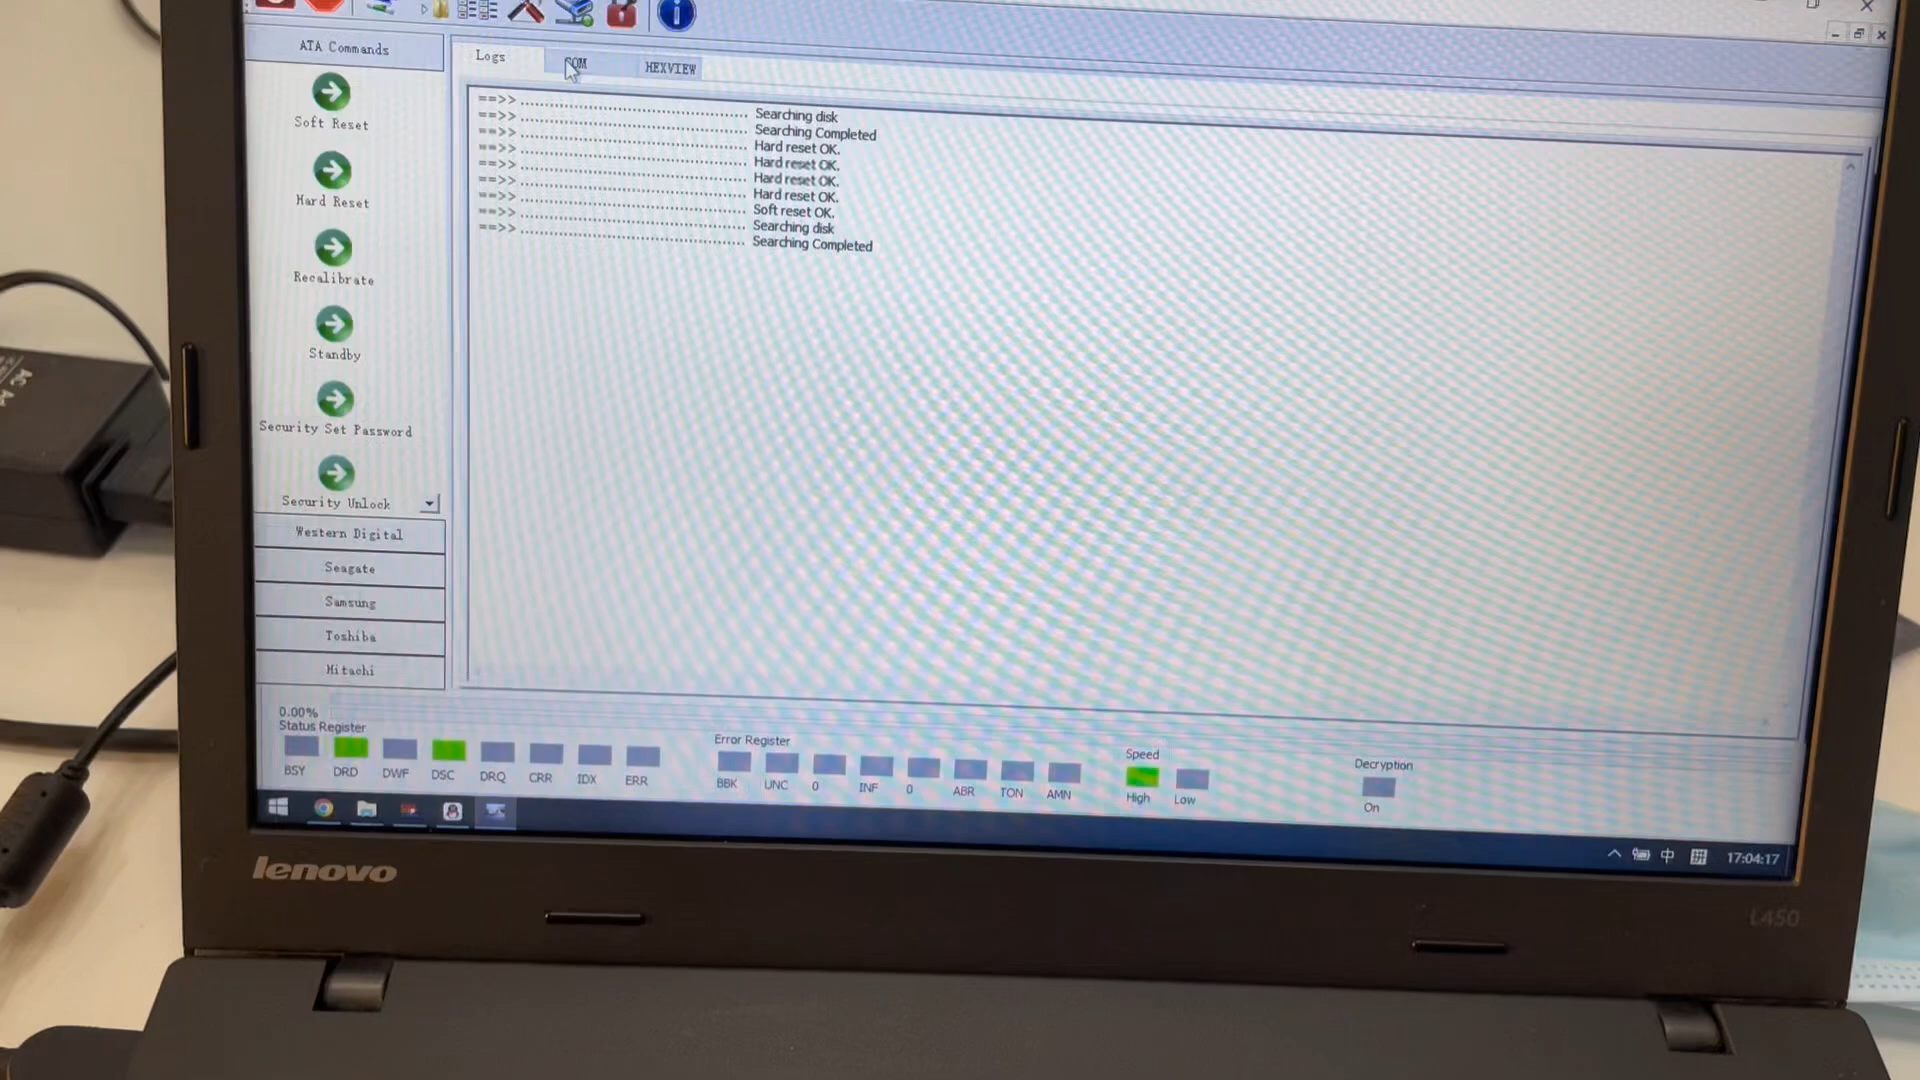 ATA Commands
Soft Reset
Hard Reset
Recalibrate
Standby
Security Set Password
Security Unlock
Western Digital
Seagate
Samsung
Toshiba
Hitachi
Logs
COM
HEXVIEW
==>> .................................................. Searching disk
==>> .................................................. Searching Completed
==>> .................................................. Hard reset OK.
==>> .................................................. Hard reset OK.
==>> .................................................. Hard reset OK.
==>> .................................................. Hard reset OK.
==>> .................................................. Soft reset OK.
==>> .................................................. Searching disk
==>> .................................................. Searching Completed
0.00%
Status Register
BSY DRD DWF DSC DRQ CRR IDX ERR
Error Register
BBK UNC 0 INF 0 ABR TON AMN
Speed
High Low
Decryption
On
中
拼
17:04:17
lenovo
L450